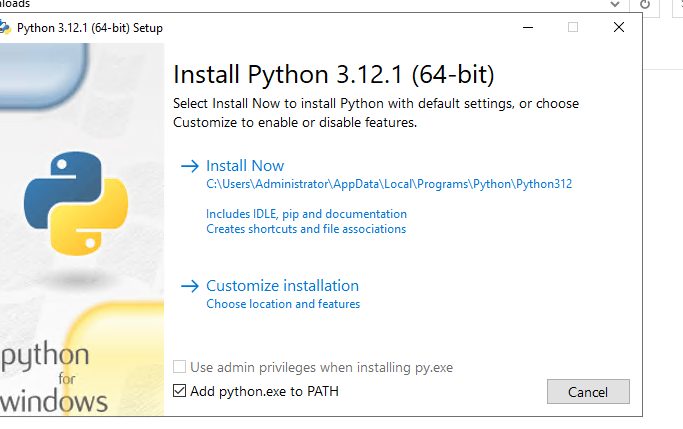 Python 3.12.1 (64-bit) Setup
Install Python 3.12.1 (64-bit)
Select Install Now to install Python with default settings, or choose
Customize to enable or disable features.
Install Now
C:\Users\Administrator\AppData\Local\Programs\Python\Python312
Includes IDLE, pip and documentation
Creates shortcuts and file associations
Customize installation
Choose location and features
Use admin privileges when installing py.exe
Add python.exe to PATH
Cancel
python
for
windows